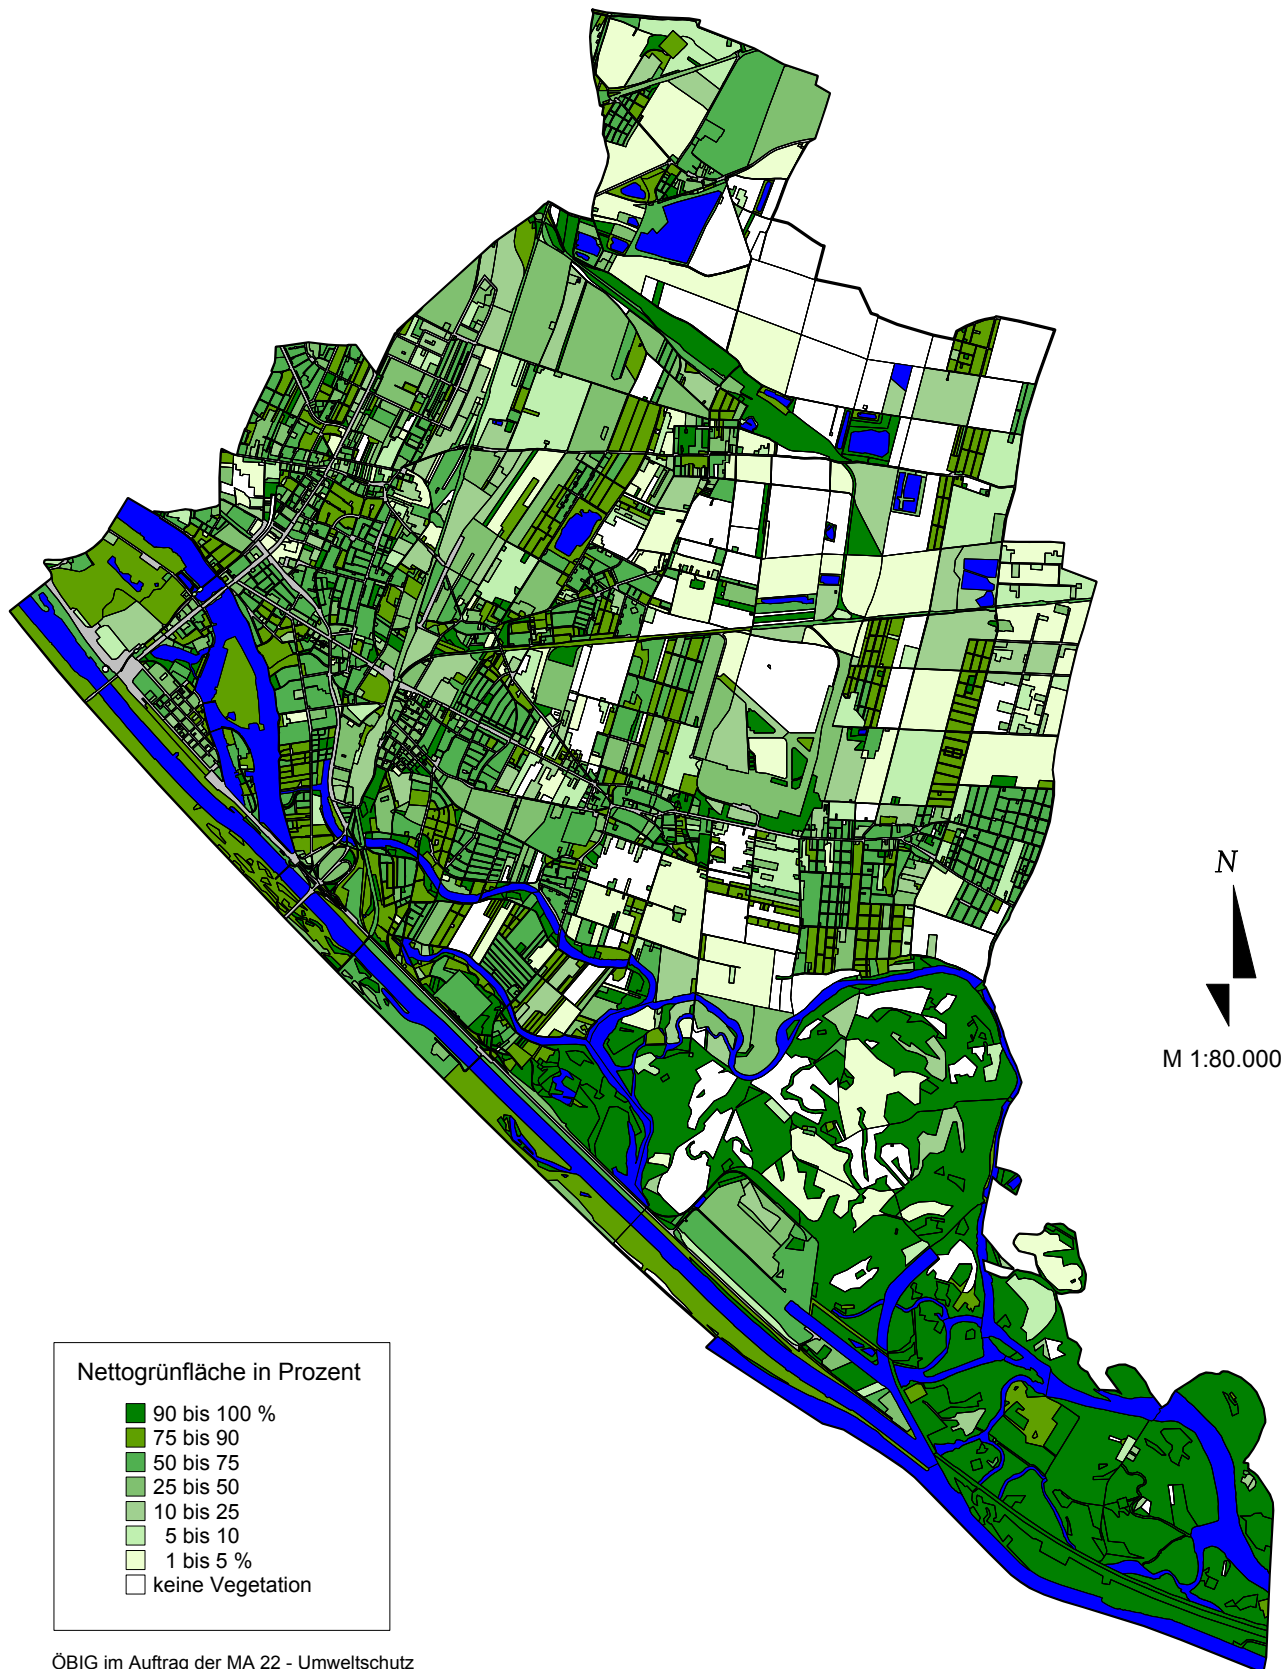 N
M 1:80.000
Nettogrünfläche in Prozent
90 bis 100 %
75 bis 90
50 bis 75
25 bis 50
10 bis 25
5 bis 10
1 bis 5 %
keine Vegetation
ÖBIG im Auftrag der MA 22 - Umweltschutz